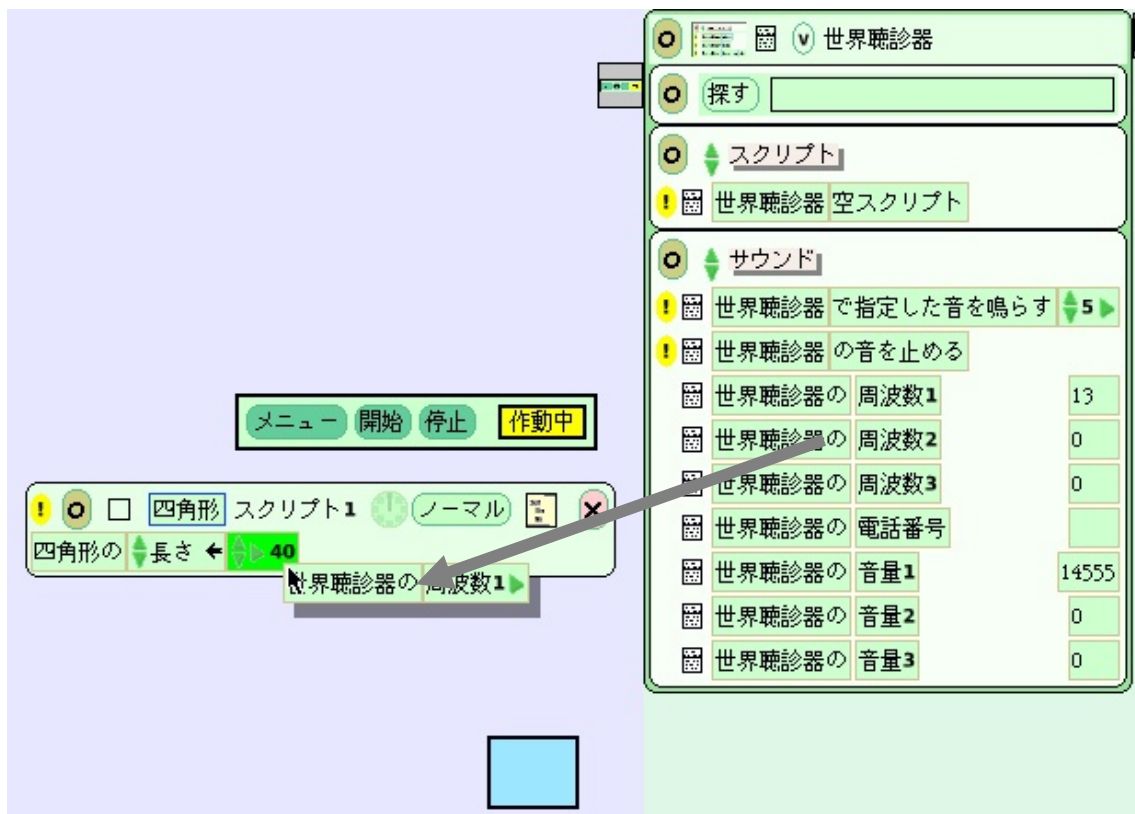 世界聴診器
探す
スクリプト
! 世界聴診器 空スクリプト
サウンド
! 世界聴診器 で指定した音を鳴らす 5
! 世界聴診器 の音を止める
世界聴診器の 周波数1 13
世界聴診器の 周波数2 0
世界聴診器の 周波数3 0
世界聴診器の 電話番号
世界聴診器の 音量1 14555
世界聴診器の 音量2 0
世界聴診器の 音量3 0
メニュー 開始 停止 作動中
! 四角形 スクリプト1 ノーマル
四角形の 長さ ← 40
世界聴診器の 周波数1